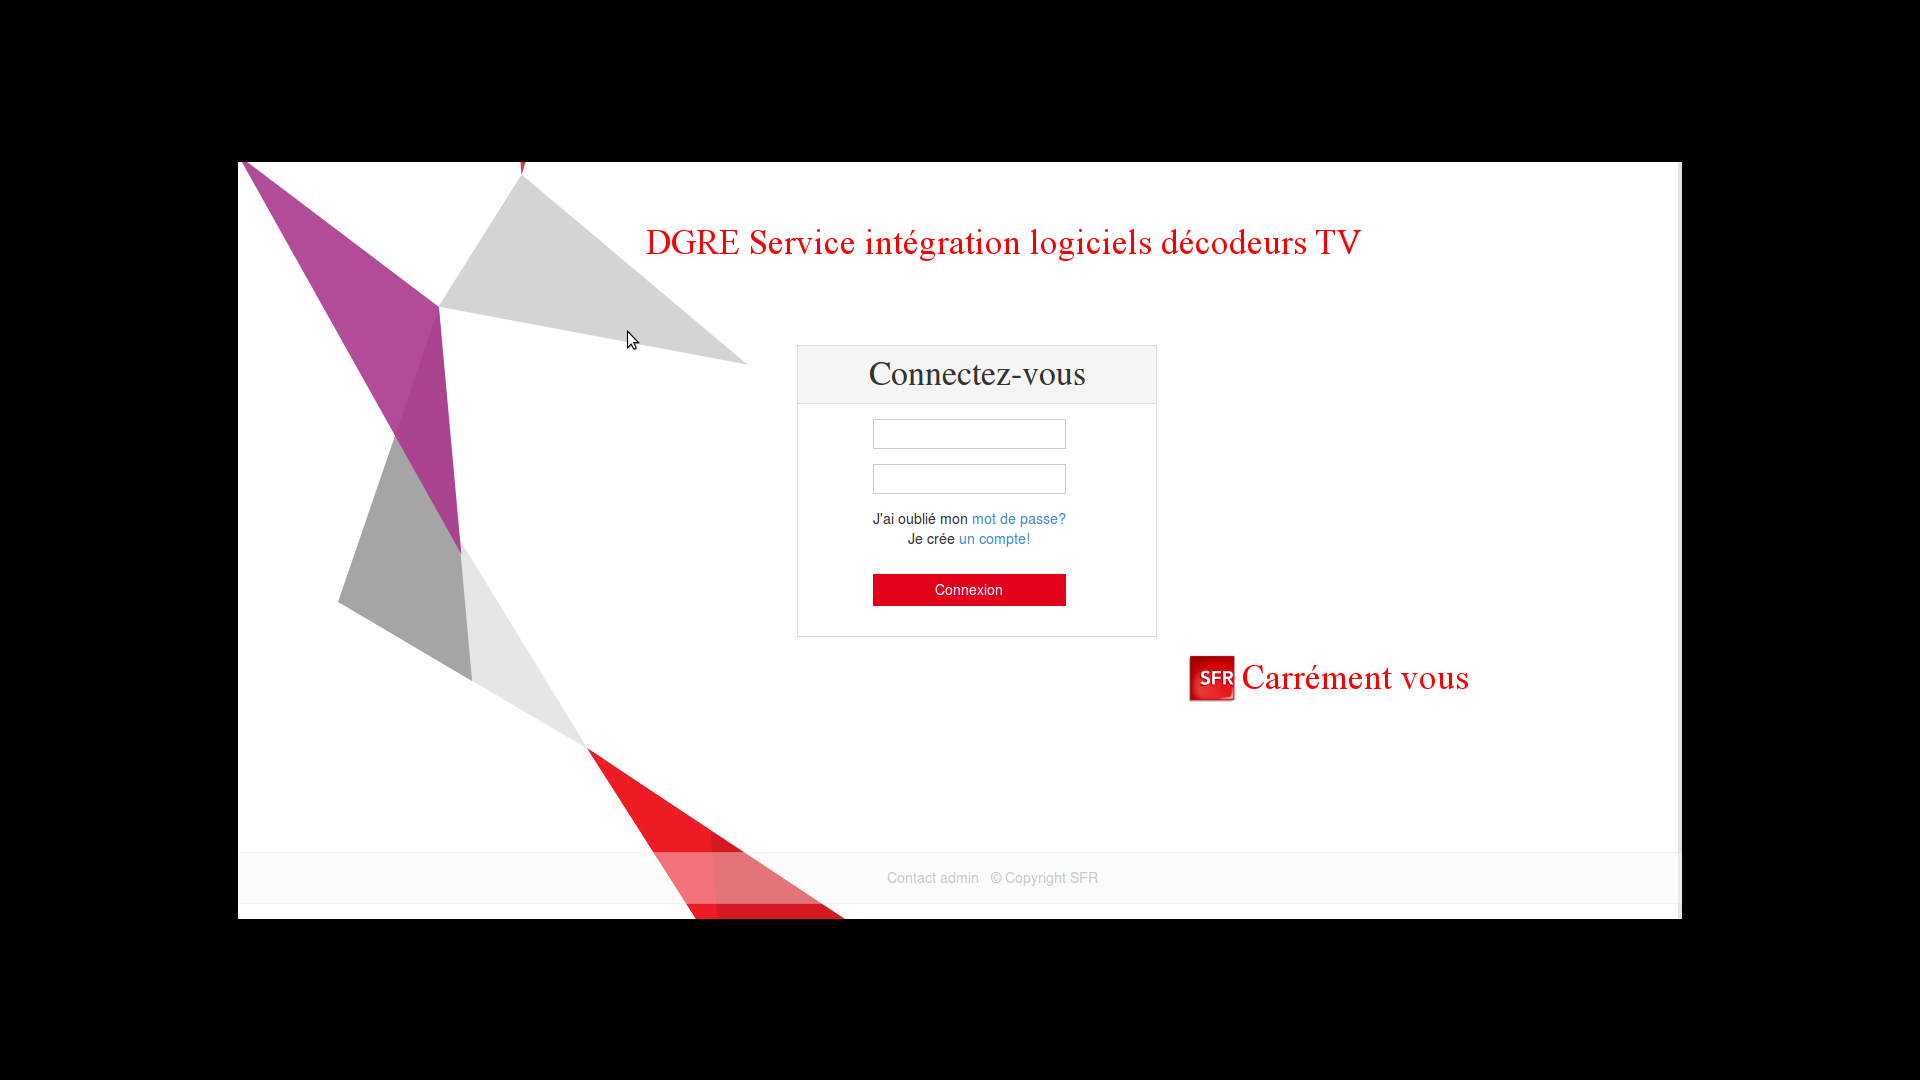 DGRE Service intégration logiciels décodeurs TV
Connectez-vous
J'ai oublié mon mot de passe?
Je crée un compte!
Connexion
SFR Carrément vous
Contact admin © Copyright SFR